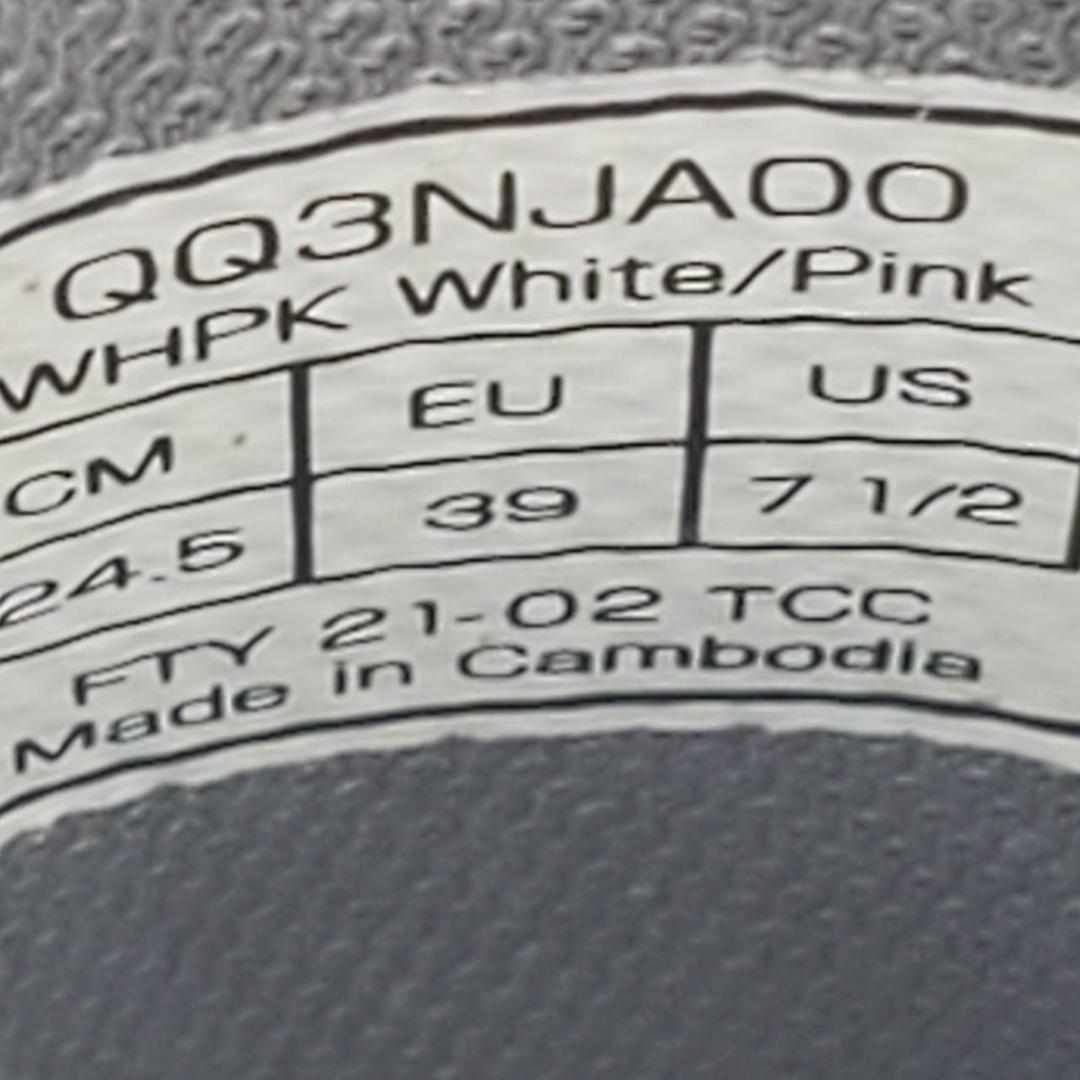 QQ3NJA00
WHPK White/Pink
CM EU US
24.5 39 7 1/2
FTY 21-02 TCC
Made in Cambodia